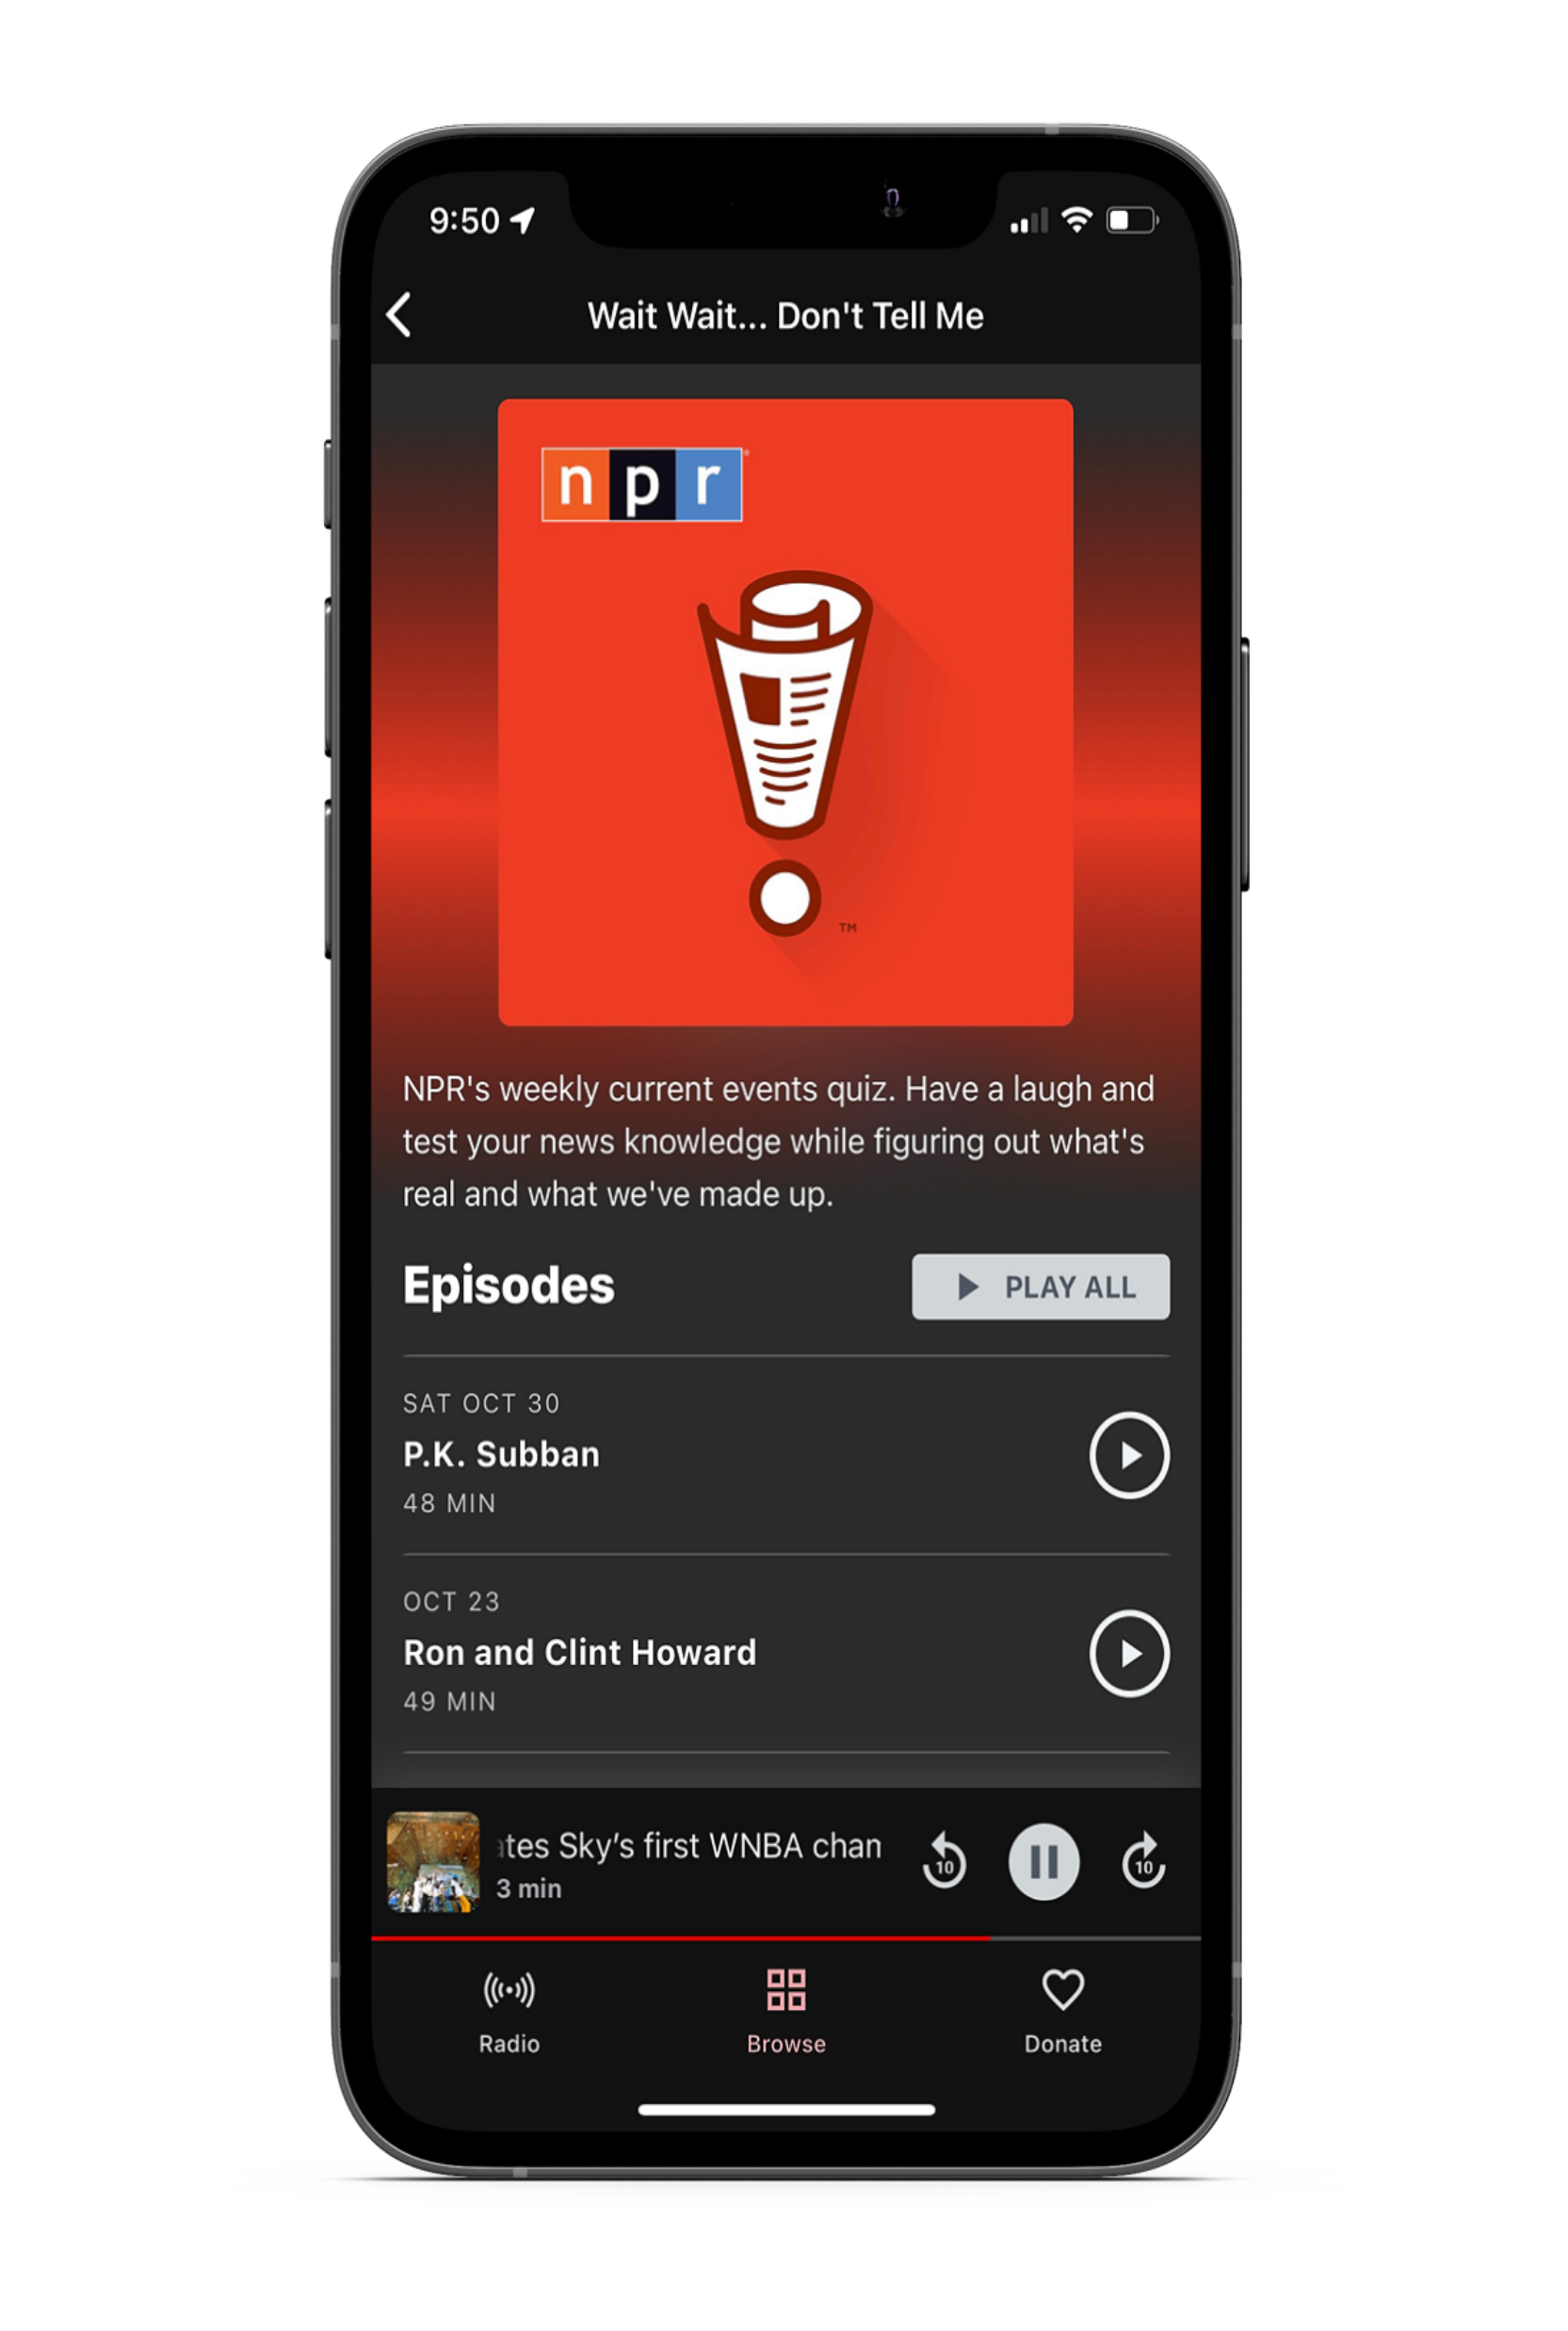 9:50
Wait Wait... Don't Tell Me
npr®
TM
NPR's weekly current events quiz. Have a laugh and
test your news knowledge while figuring out what's
real and what we've made up.
Episodes
PLAY ALL
SAT OCT 30
P.K. Subban
48 MIN
OCT 23
Ron and Clint Howard
49 MIN
ates Sky’s first WNBA chan
3 min
10
10
Radio
Browse
Donate